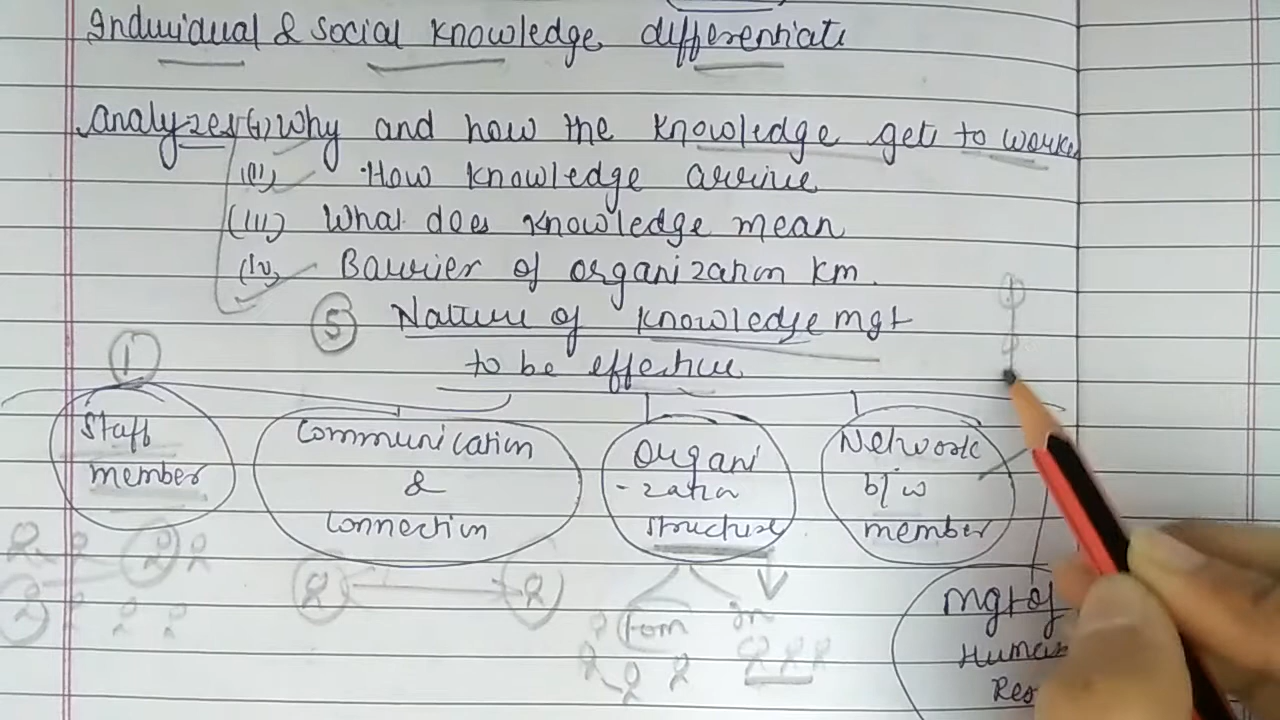 Individual & Social Knowledge differentiate
Analyzes (i) Why and how the knowledge gets to work
(ii) How knowledge arrive
(iii) What does knowledge mean
(iv) Barrier of organization Km.
5 Nature of knowledge mgt
to be effective
1
Staff
member
Communication
&
Connection
Organi
-zation
structure
Network
b/w
member
form
Mgt of
Human
Res